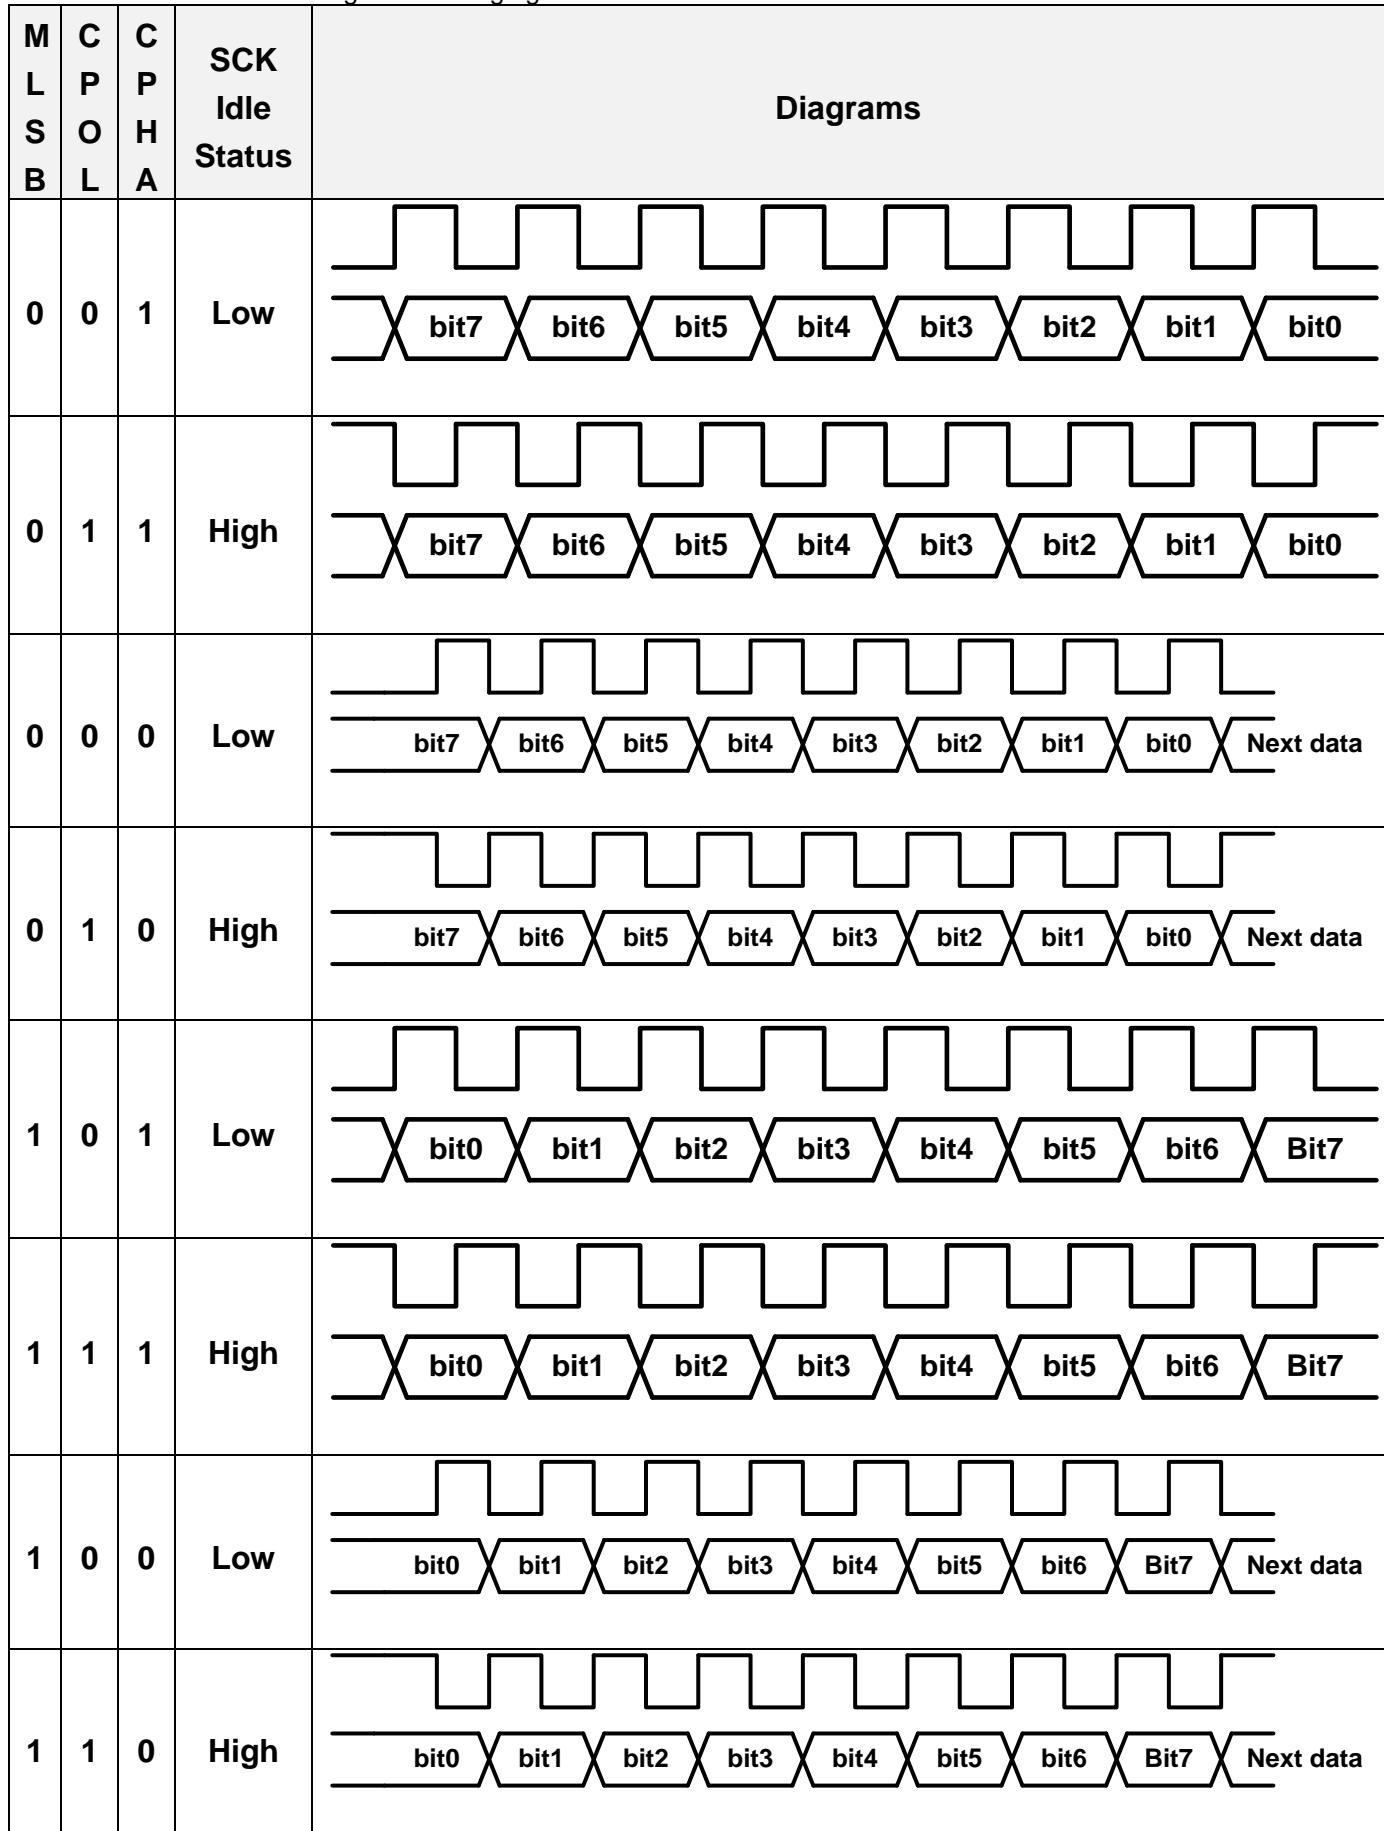 MLSB CPOL CPHA SCK Idle Status Diagrams
0 0 1 Low bit7 bit6 bit5 bit4 bit3 bit2 bit1 bit0
0 1 1 High bit7 bit6 bit5 bit4 bit3 bit2 bit1 bit0
0 0 0 Low bit7 bit6 bit5 bit4 bit3 bit2 bit1 bit0 Next data
0 1 0 High bit7 bit6 bit5 bit4 bit3 bit2 bit1 bit0 Next data
1 0 1 Low bit0 bit1 bit2 bit3 bit4 bit5 bit6 Bit7
1 1 1 High bit0 bit1 bit2 bit3 bit4 bit5 bit6 Bit7
1 0 0 Low bit0 bit1 bit2 bit3 bit4 bit5 bit6 Bit7 Next data
1 1 0 High bit0 bit1 bit2 bit3 bit4 bit5 bit6 Bit7 Next data